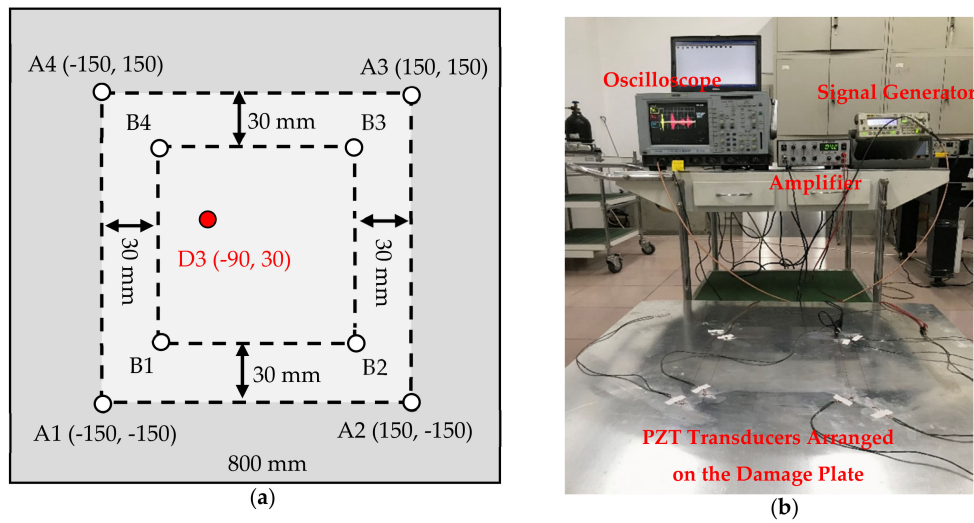 A4 (-150, 150)
A3 (150, 150)
B4
30 mm
B3
30 mm
30 mm
D3 (-90, 30)
B1
30 mm
B2
A1 (-150, -150)
A2 (150, -150)
800 mm
(a)
Oscilloscope
Signal Generator
Amplifier
PZT Transducers Arranged
on the Damage Plate
(b)